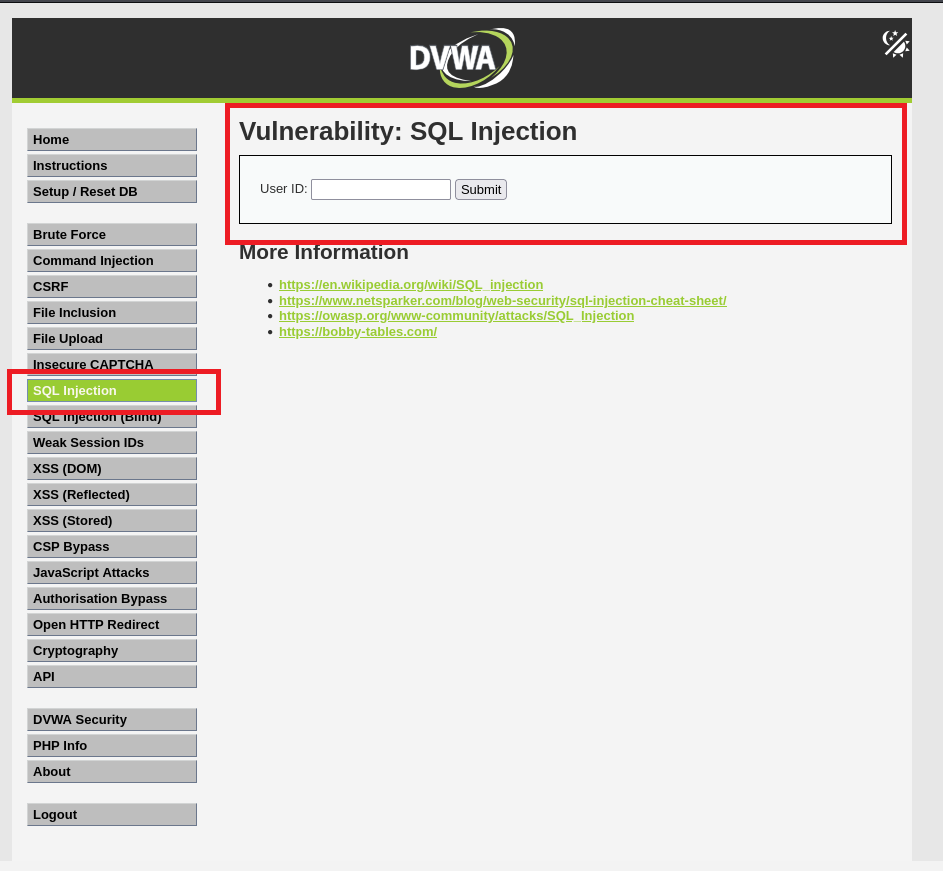 DVWA
Home
Instructions
Setup / Reset DB
Brute Force
Command Injection
CSRF
File Inclusion
File Upload
Insecure CAPTCHA
SQL Injection
SQL Injection (Blind)
Weak Session IDs
XSS (DOM)
XSS (Reflected)
XSS (Stored)
CSP Bypass
JavaScript Attacks
Authorisation Bypass
Open HTTP Redirect
Cryptography
API
DVWA Security
PHP Info
About
Logout
Vulnerability: SQL Injection
User ID: Submit
More Information
https://en.wikipedia.org/wiki/SQL_injection
https://www.netsparker.com/blog/web-security/sql-injection-cheat-sheet/
https://owasp.org/www-community/attacks/SQL_Injection
https://bobby-tables.com/